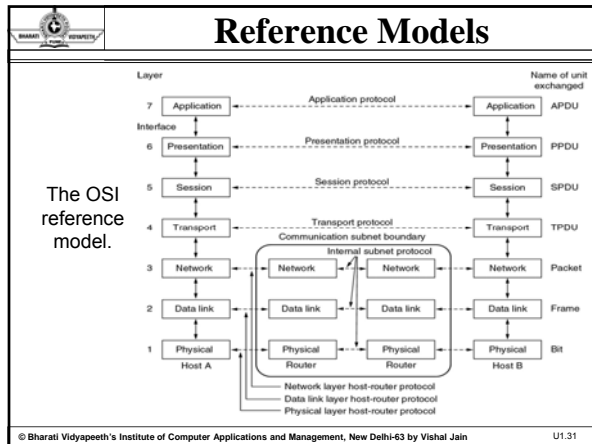 BHARATI VIDYAPEETH
Reference Models
The OSI
reference
model.
Layer
Name of unit
exchanged
7 Application Application protocol Application APDU
Interface
6 Presentation Presentation protocol Presentation PPDU
5 Session Session protocol Session SPDU
4 Transport Transport protocol Transport TPDU
Communication subnet boundary
Internal subnet protocol
3 Network Network Network Network Packet
2 Data link Data link Data link Data link Frame
1 Physical Physical Physical Physical Bit
Host A Router Router Host B
Network layer host-router protocol
Data link layer host-router protocol
Physical layer host-router protocol
© Bharati Vidyapeeth's Institute of Computer Applications and Management, New Delhi-63 by Vishal Jain U1.31